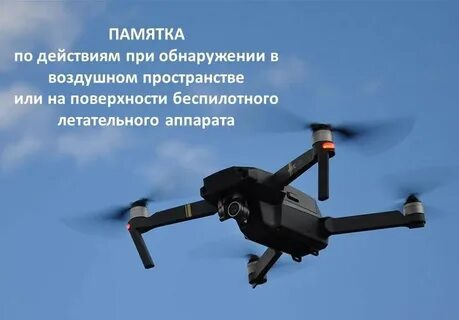 ПАМЯТКА
по действиям при обнаружении в
воздушном пространстве
или на поверхности беспилотного
летательного аппарата